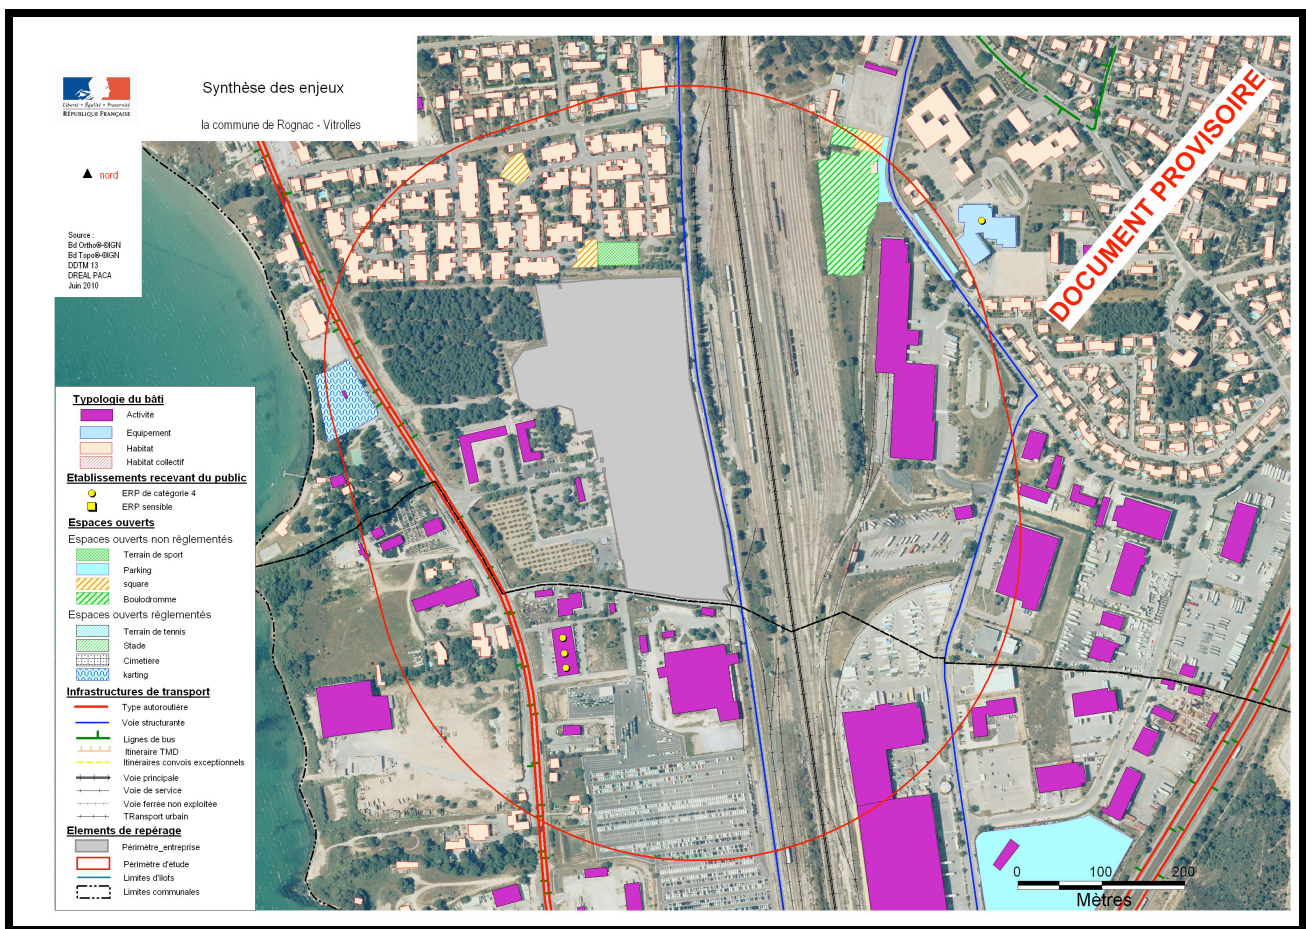 Synthèse des enjeux
la commune de Rognac - Vitrolles
Liberté • Égalité • Fraternité
RÉPUBLIQUE FRANÇAISE
nord
Source :
Bd Ortho®-©IGN
Bd Topo®-©IGN
DDTM 13
DREAL PACA
Juin 2010
DOCUMENT PROVISOIRE
Typologie du bâti
Activité
Equipement
Habitat
Habitat collectif
Etablissements recevant du public
ERP de catégorie 4
ERP sensible
Espaces ouverts
Espaces ouverts non règlementés
Terrain de sport
Parking
square
Boulodrome
Espaces ouverts règlementés
Terrain de tennis
Stade
Cimetière
karting
Infrastructures de transport
Type autoroutière
Voie structurante
Lignes de bus
Itinéraire TMD
Itinéraires convois exceptionnels
Voie principale
Voie de service
Voie ferrée non exploitée
TRansport urbain
Elements de repérage
Périmètre_entreprise
Périmètre d'étude
Limites d'îlots
Limites communales
0 100 200
Mètres